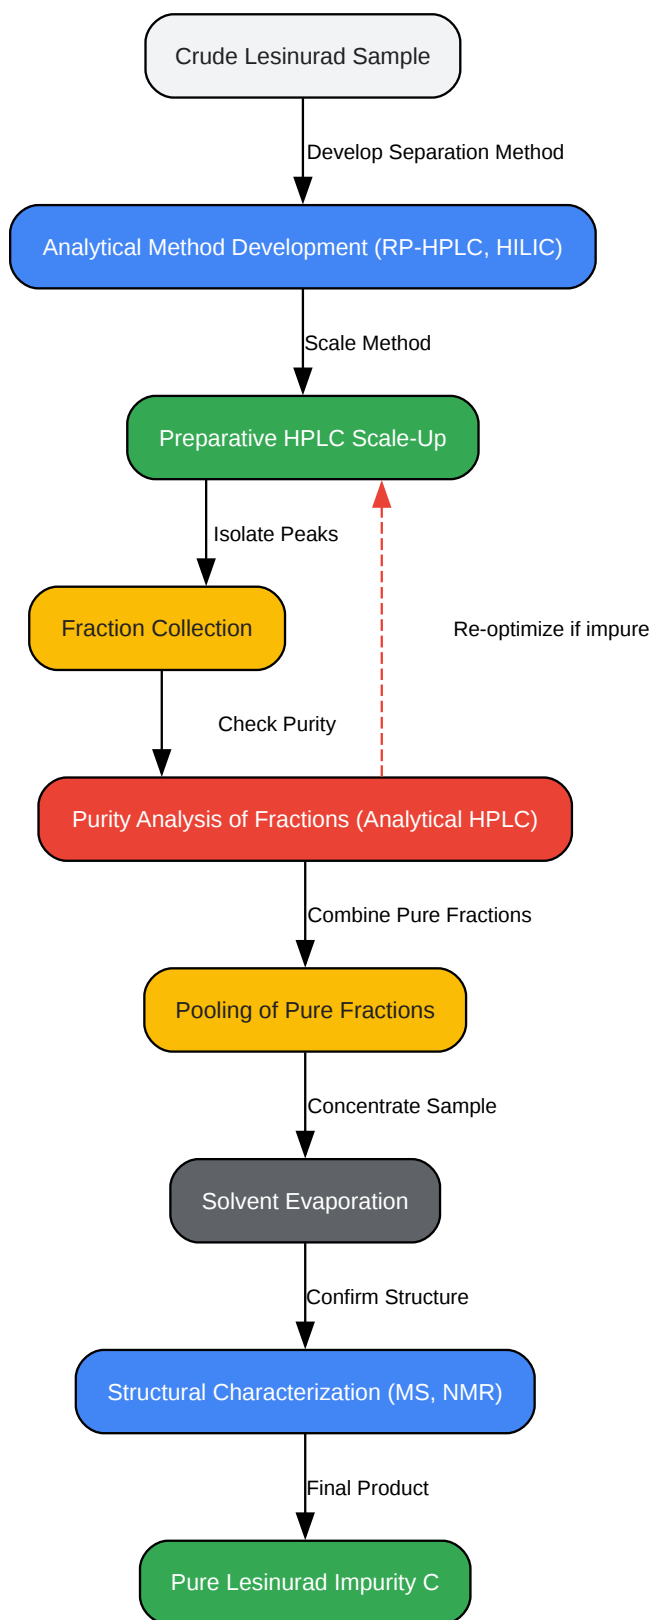 Crude Lesinurad Sample
Develop Separation Method
Analytical Method Development (RP-HPLC, HILIC)
Scale Method
Preparative HPLC Scale-Up
Isolate Peaks
Fraction Collection
Re-optimize if impure
Check Purity
Purity Analysis of Fractions (Analytical HPLC)
Combine Pure Fractions
Pooling of Pure Fractions
Concentrate Sample
Solvent Evaporation
Confirm Structure
Structural Characterization (MS, NMR)
Final Product
Pure Lesinurad Impurity C